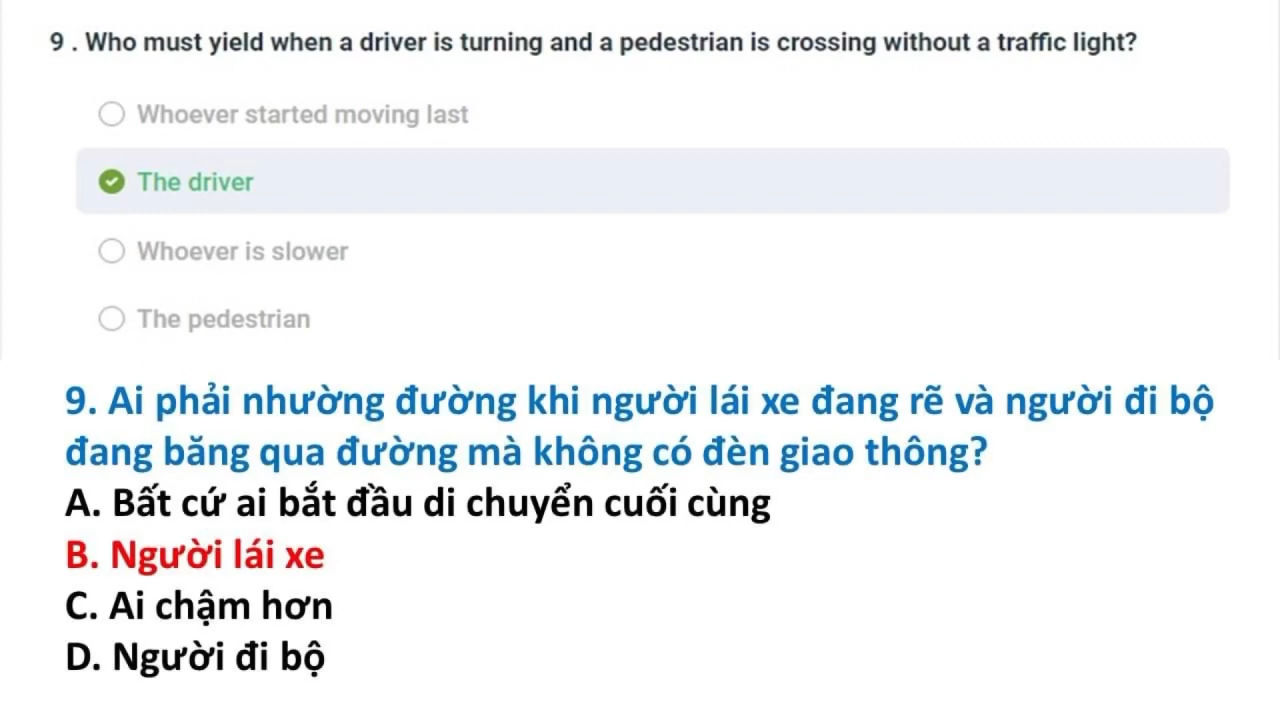 9 . Who must yield when a driver is turning and a pedestrian is crossing without a traffic light?
Whoever started moving last
The driver
Whoever is slower
The pedestrian
9. Ai phải nhường đường khi người lái xe đang rẽ và người đi bộ
đang băng qua đường mà không có đèn giao thông?
A. Bất cứ ai bắt đầu di chuyển cuối cùng
B. Người lái xe
C. Ai chậm hơn
D. Người đi bộ